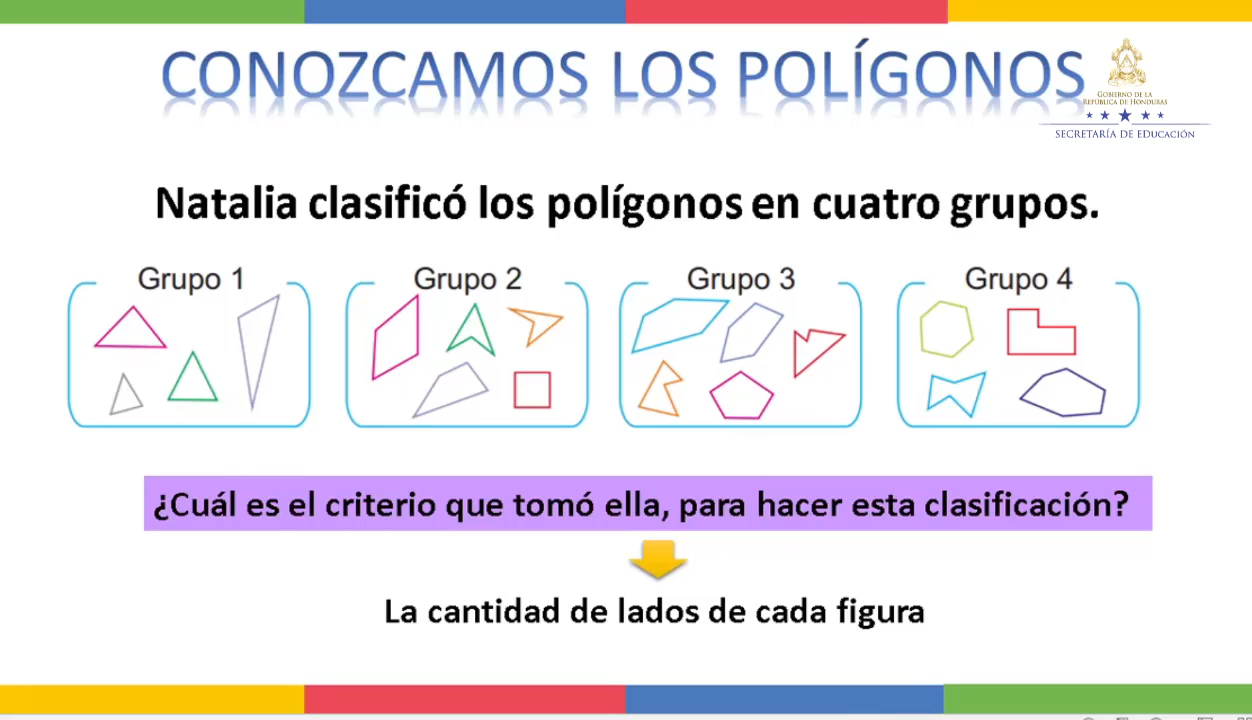 CONOZCAMOS LOS POLÍGONOS
GOBIERNO DE LA
REPÚBLICA DE HONDURAS
SECRETARÍA DE EDUCACIÓN
Natalia clasificó los polígonos en cuatro grupos.
Grupo 1
Grupo 2
Grupo 3
Grupo 4
¿Cuál es el criterio que tomó ella, para hacer esta clasificación?
La cantidad de lados de cada figura